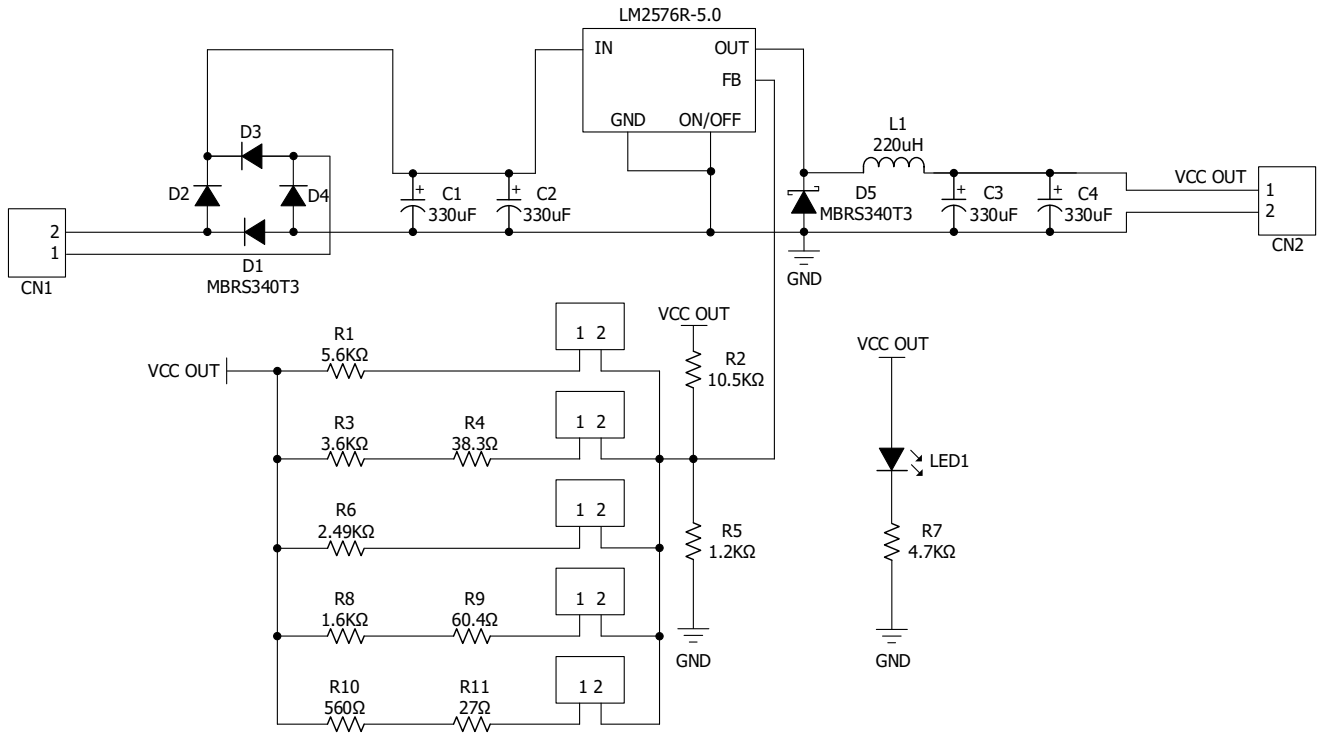 LM2576R-5.0
IN
OUT
FB
GND
ON/OFF
D3
D2
D4
D1
MBRS340T3
2
1
CN1
+
C1
330uF
+
C2
330uF
L1
220uH
D5
MBRS340T3
GND
+
C3
330uF
+
C4
330uF
VCC OUT
1
2
CN2
VCC OUT
R1
5.6KΩ
1 2
R3
3.6KΩ
R4
38.3Ω
1 2
R6
2.49KΩ
1 2
R8
1.6KΩ
R9
60.4Ω
1 2
R10
560Ω
R11
27Ω
1 2
VCC OUT
R2
10.5KΩ
R5
1.2KΩ
GND
VCC OUT
LED1
R7
4.7KΩ
GND